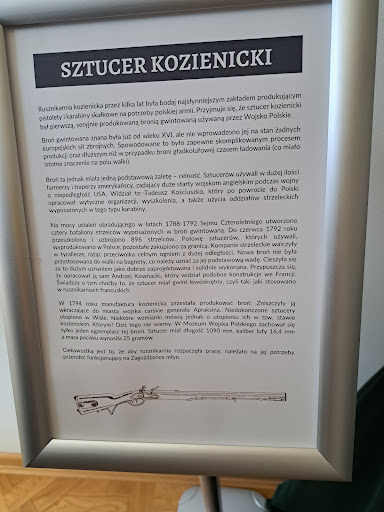 SZTUCER KOZIENICKI
Rusznikarnia kozienicka przez kilka lat była bodaj najsłynniejszym zakładem produkującym
pistolety i karabiny skałkowe na potrzeby polskiej armii. Przyjmuje się, że sztucer kozienicki
był pierwszą, seryjnie produkowaną bronią gwintowaną używaną przez Wojsko Polskie.
Broń gwintowana znana była już od wieku XVI, ale nie wprowadzono jej na stan żadnych
europejskich sił zbrojnych. Spowodowane to było zapewne skomplikowanym procesem
produkcji oraz dłuższym niż w przypadku broni gładkolufowej czasem ładowania (co miało
istotne znaczenie na polu walki).
Broń ta jednak miała jedną podstawową zaletę – celność. Sztucerów używali w dużej ilości
farmerzy i traperzy amerykańscy, zadający duże starty wojskom angielskim podczas wojny
o niepodległość USA. Widział to Tadeusz Kościuszko, który po powrocie do Polski
opracował wytyczne organizacji, wyszkolenia, a także użycia oddziałów strzeleckich
wyposażonych w tego typu karabiny.
Na mocy ustaleń obradującego w latach 1788-1792 Sejmu Czteroletniego utworzono
cztery bataliony strzelców wyposażonych w broń gwintowaną. Do czerwca 1792 roku
przeszkolono i uzbrojono 896 strzelców. Połowę sztucerów, których używali,
wyprodukowano w Polsce, pozostałe zakupiono za granicą. Kompanie strzeleckie walczyły
w tyralierze, rażąc przeciwnika celnym ogniem z dużej odległości. Nowa broń nie była
przystosowana do walki na bagnety, co należy uznać za jej podstawową wadę. Cieszyła się
za to dużym uznaniem jako dobrze zaprojektowana i solidnie wykonana. Przypuszcza się,
że opracował ją sam Andrzej Kownacki, który widział podobne konstrukcje we Francji.
Świadczy o tym choćby to, że sztucer miał gwint lewoskrętny, czyli taki jaki stosowano
w rusznikarniach francuskich.
W 1794 roku manufaktura kozienicka przestała produkować broń. Zniszczyły ją
wkraczające do miasta wojska carskie generała Apraksina. Niedokończone sztucery
utopiono w Wiśle. Niektóre wzmianki mówią jednak o utopieniu ich w tzw. stawie
kozienickim. Którym? Dziś tego nie wiemy. W Muzeum Wojska Polskiego zachował się
tylko jeden egzemplarz tej broni. Sztucer miał długość 1090 mm, kaliber lufy 16,4 mm
a masa pocisku wynosiła 25 gramów.
Ciekawostką jest to, że aby rusznikarnia rozpoczęła pracę, należało na jej potrzeby
przerobić funkcjonujący na Zagożdżonce młyn.